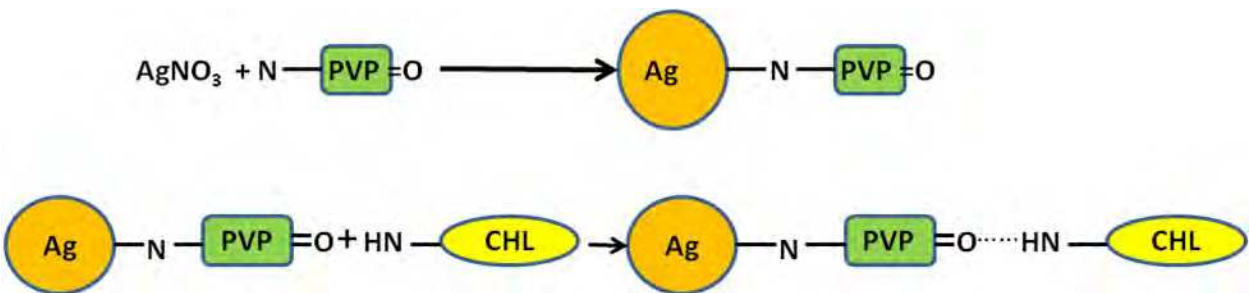 AgNO₃ + N—PVP=O → Ag—N—PVP=O
Ag—N—PVP=O + HN—CHL → Ag—N—PVP=O······HN—CHL